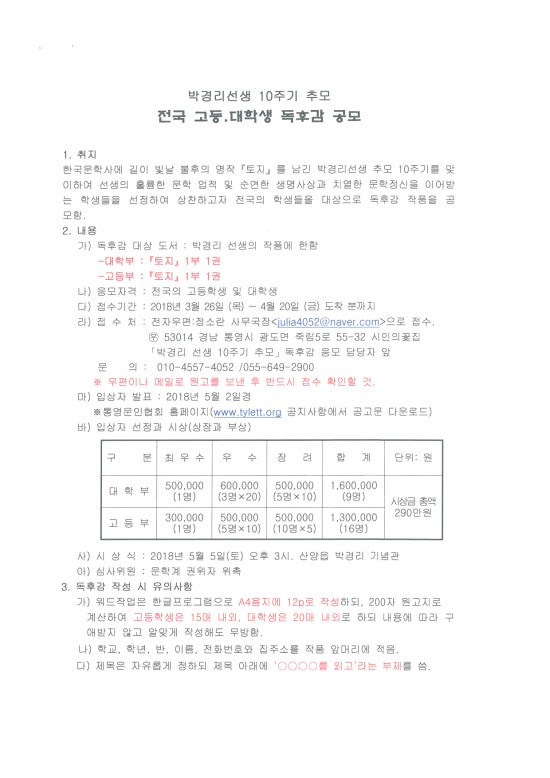 박경리선생 10주기 추모
전국 고등.대학생 독후감 공모
1. 취지
한국문학사에 길이 빛날 불후의 명작『토지』를 남긴 박경리선생 추모 10주기를 맞
이하여 선생의 훌륭한 문학 업적 및 순연한 생명사상과 치열한 문학정신을 이어받
는 학생들을 선정하여 상찬하고자 전국의 학생들을 대상으로 독후감 작품을 공
모함.
2. 내용
가) 독후감 대상 도서 : 박경리 선생의 작품에 한함
-대학부 :『토지』1부 1권
-고등부 :『토지』1부 1권
나) 응모자격 : 전국의 고등학생 및 대학생
다) 접수기간 : 2018년 3월 26일 (목) ~ 4월 20일 (금) 도착 분까지
라) 접 수 처 : 전자우편:정소란 사무국장<julia4052@naver.com>으로 접수.
㉾ 53014 경남 통영시 광도면 죽림5로 55-32 시인의꽃집
「박경리 선생 10주기 추모」독후감 응모 담당자 앞
문 의 : 010-4557-4052 /055-649-2900
※ 우편이나 메일로 원고를 보낸 후 반드시 접수 확인할 것.
마) 입상자 발표 : 2018년 5월 2일경
※통영문인협회 홈페이지(www.tylett.org 공지사항에서 공고문 다운로드)
바) 입상자 선정과 시상(상장과 부상)
구 분 최 우 수 우 수 장 려 합 계 단위: 원
대 학 부 500,000 (1명) 600,000 (3명×20) 500,000 (5명×10) 1,600,000 (9명) 시상금 총액 290만원
고 등 부 300,000 (1명) 500,000 (5명×10) 500,000 (10명×5) 1,300,000 (16명)
사) 시 상 식 : 2018년 5월 5일(토) 오후 3시. 산양읍 박경리 기념관
아) 심사위원 : 문학계 권위자 위촉
3. 독후감 작성 시 유의사항
가) 워드작업은 한글프로그램으로 A4용지에 12p로 작성하되, 200자 원고지로
계산하여 고등학생은 15매 내외, 대학생은 20매 내외로 하되 내용에 따라 구
애받지 않고 알맞게 작성해도 무방함.
나) 학교, 학년, 반, 이름, 전화번호와 집주소를 작품 앞머리에 적음.
다) 제목은 자유롭게 정하되 제목 아래에 '○○○○를 읽고'라는 부제를 씀.